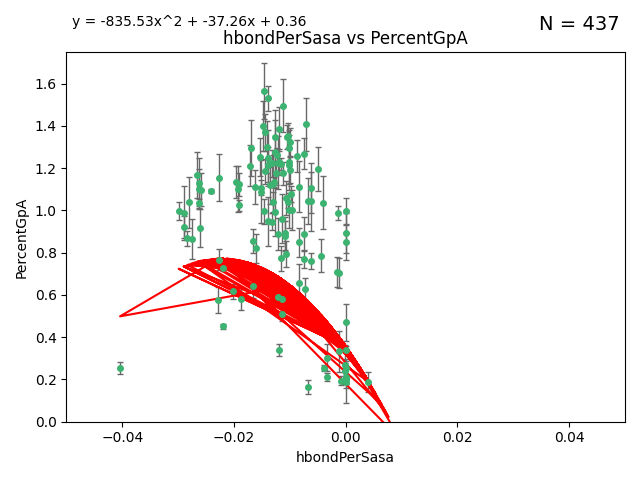 y = -835.53x^2 + -37.26x + 0.36
N = 437
hbondPerSasa vs PercentGpA
PercentGpA
1.6
1.4
1.2
1.0
0.8
0.6
0.4
0.2
0.0
−0.04 −0.02 0.00 0.02 0.04
hbondPerSasa